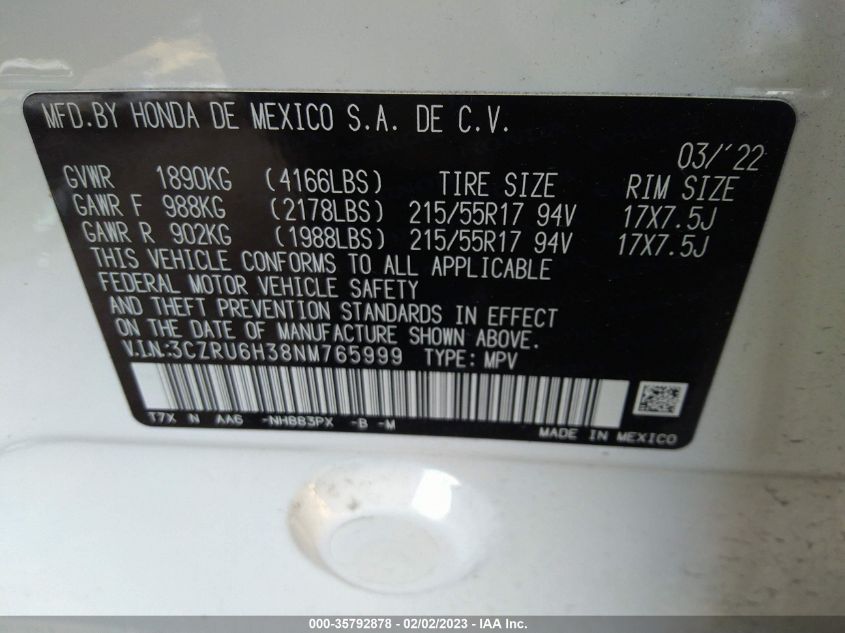 MFD.BY HONDA DE MEXICO S.A. DE C.V.
03/'22
GVWR 1890KG (4166LBS) TIRE SIZE RIM SIZE
GAWR F 988KG (2178LBS) 215/55R17 94V 17X7.5J
GAWR R 902KG (1988LBS) 215/55R17 94V 17X7.5J
THIS VEHICLE CONFORMS TO ALL APPLICABLE
FEDERAL MOTOR VEHICLE SAFETY
AND THEFT PREVENTION STANDARDS IN EFFECT
ON THE DATE OF MANUFACTURE SHOWN ABOVE.
V.I.N.:3CZRU6H38NM765999 TYPE: MPV
T7X N AA6 -NH883PX -B -M
MADE IN MEXICO
000-35792878 - 02/02/2023 - IAA Inc.